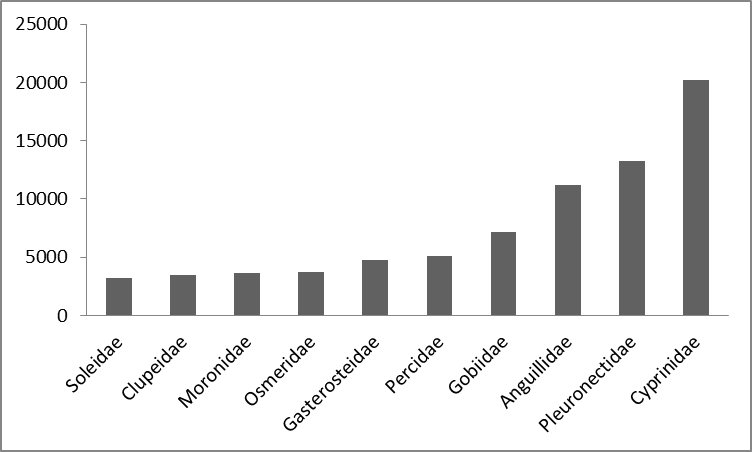 25000
20000
15000
10000
5000
0
Soleidae
Clupeidae
Moronidae
Osmeridae
Gasterosteidae
Percidae
Gobiidae
Anguillidae
Pleuronectidae
Cyprinidae